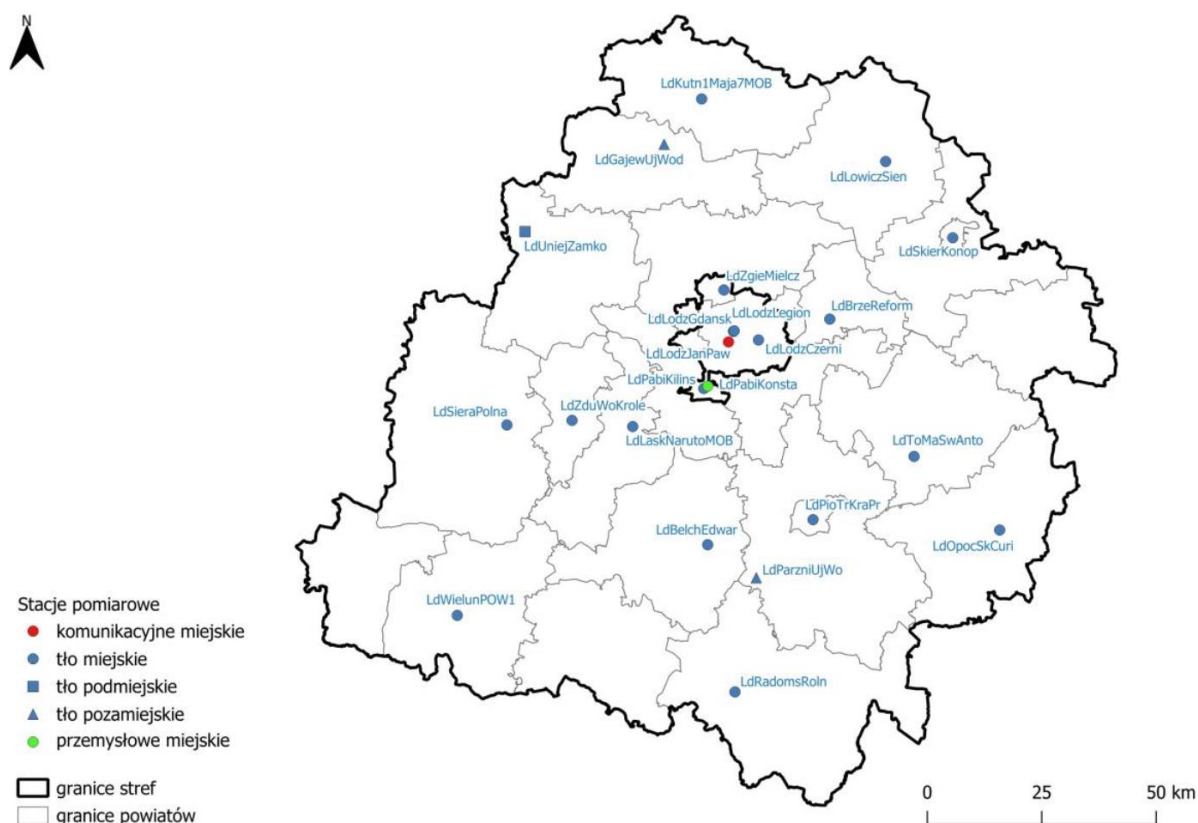 N
LdKutn1Maja7MOB
LdGajewUjWod
LdLowiczSien
LdUniejZamko
LdSkierKonop
LdZgieMielcz
LdBrzeReform
LdLodzGdansk
LdLodzLegion
LdLodzJanPaw
LdLodzCzerni
LdPabiKilins
LdPabiKonsta
LdSieraPolna
LdZduWoKrole
LdLaskNarutoMOB
LdToMaSwAnto
LdPioTrKraPr
LdBelchEdwar
LdOpocSkCuri
LdParzniUjWo
LdWielunPOW1
LdRadomsRoln
Stacje pomiarowe
komunikacyjne miejskie
tło miejskie
tło podmiejskie
tło pozamiejskie
przemysłowe miejskie
granice stref
granice powiatów
0 25 50 km